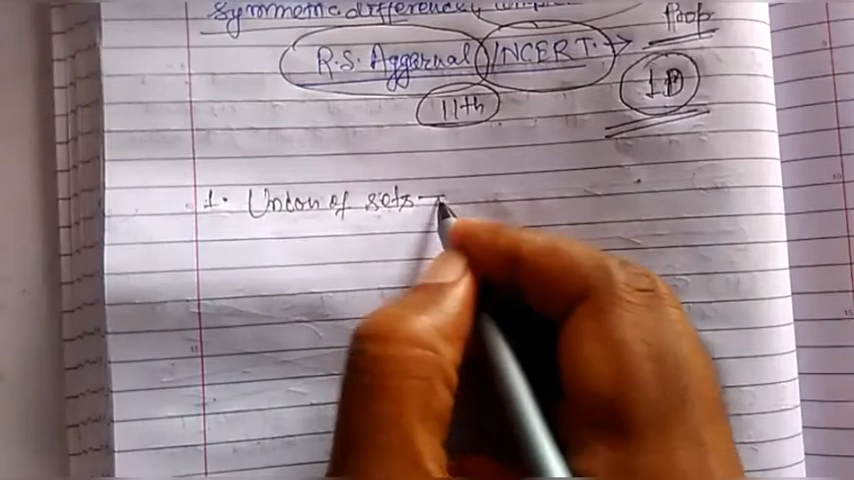 symmetric difference,
Proof
R.S. Aggarwal /NCERT.
11th
1. Union of sets -